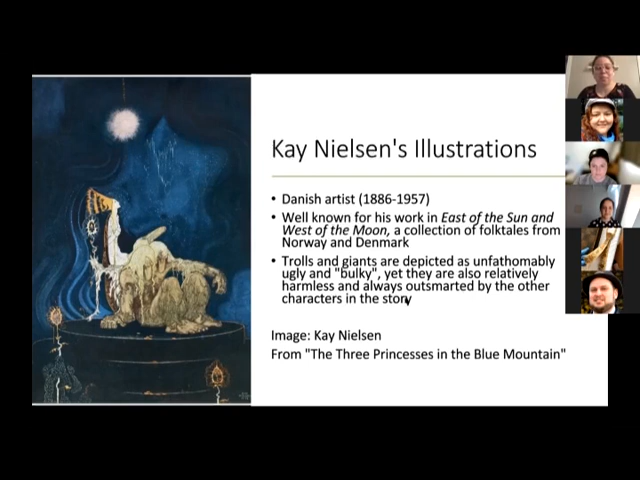 Kay Nielsen's Illustrations
• Danish artist (1886-1957)
• Well known for his work in East of the Sun and
West of the Moon, a collection of folktales from
Norway and Denmark
• Trolls and giants are depicted as unfathomably
ugly and "bulky", yet they are also relatively
harmless and always outsmarted by the other
characters in the story
Image: Kay Nielsen
From "The Three Princesses in the Blue Mountain"